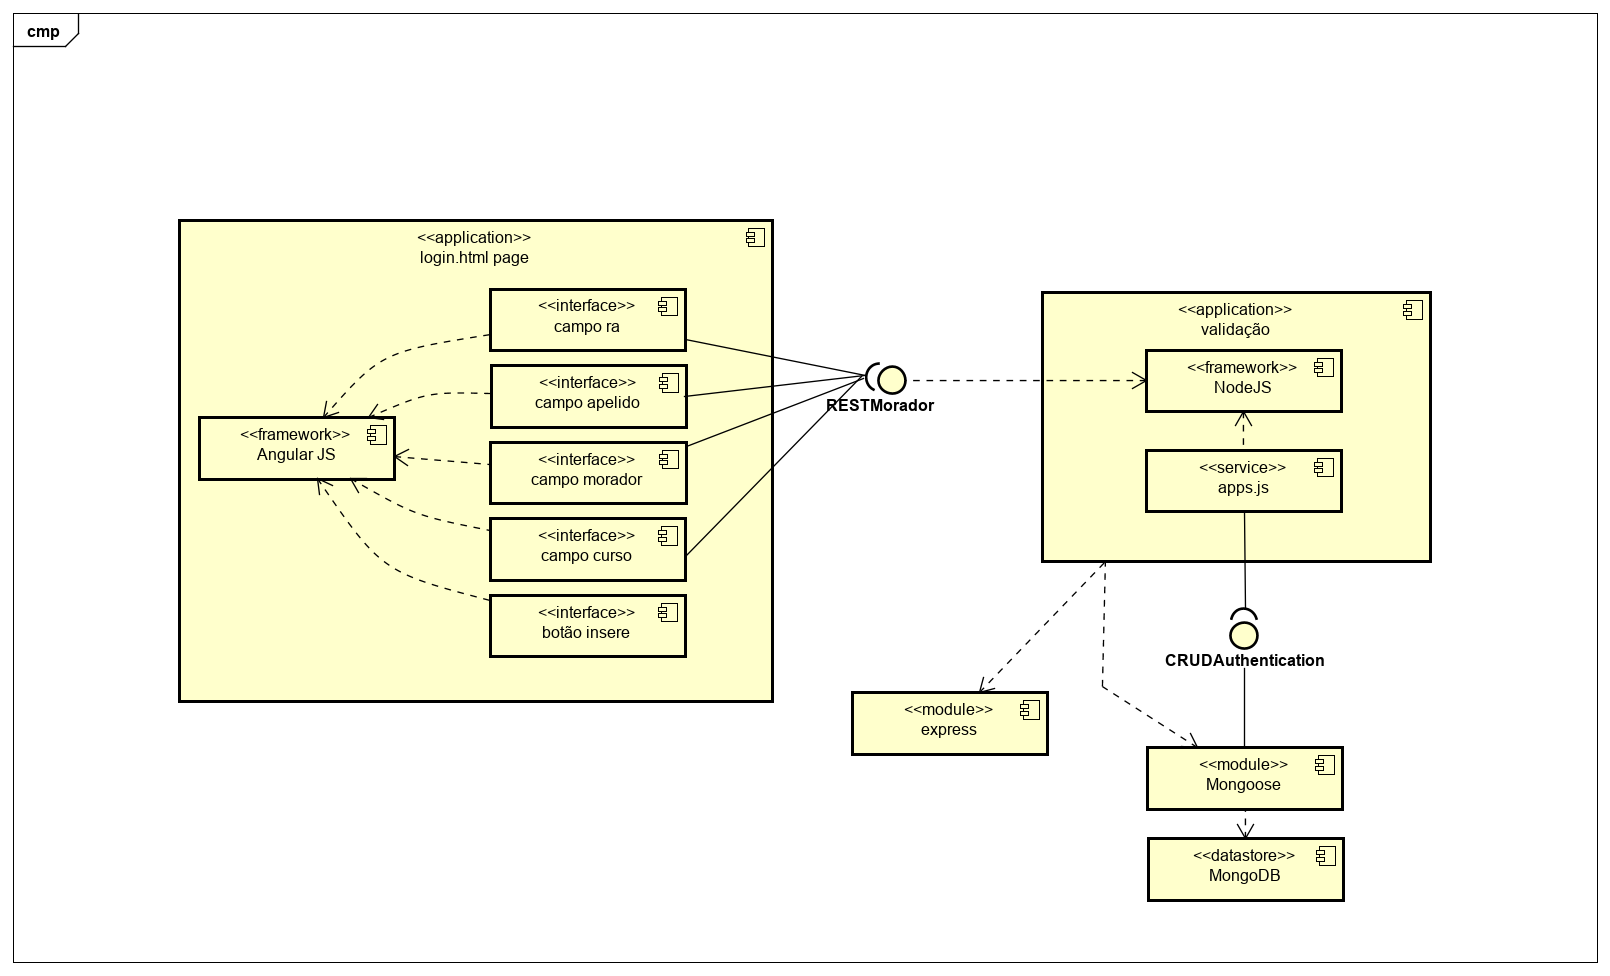 cmp
<<application>>
login.html page
<<interface>>
campo ra
<<interface>>
campo apelido
<<interface>>
campo morador
<<interface>>
campo curso
<<interface>>
botão insere
<<framework>>
Angular JS
RESTMorador
<<application>>
validação
<<framework>>
NodeJS
<<service>>
apps.js
CRUDAuthentication
<<module>>
express
<<module>>
Mongoose
<<datastore>>
MongoDB